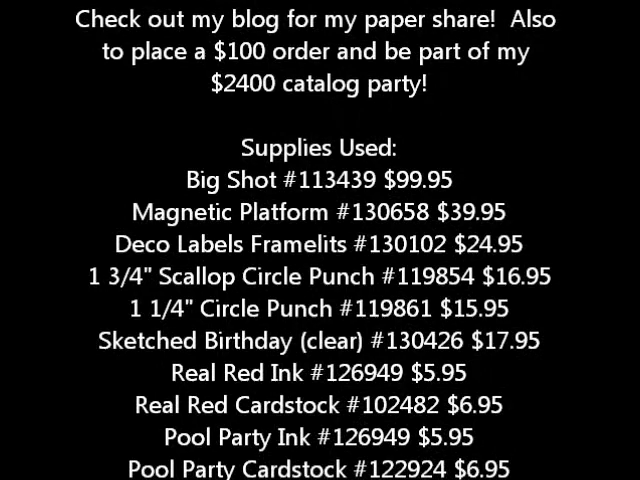 Check out my blog for my paper share!  Also
to place a $100 order and be part of my
$2400 catalog party!
Supplies Used:
Big Shot #113439 $99.95
Magnetic Platform #130658 $39.95
Deco Labels Framelits #130102 $24.95
1 3/4" Scallop Circle Punch #119854 $16.95
1 1/4" Circle Punch #119861 $15.95
Sketched Birthday (clear) #130426 $17.95
Real Red Ink #126949 $5.95
Real Red Cardstock #102482 $6.95
Pool Party Ink #126949 $5.95
Pool Party Cardstock #122924 $6.95